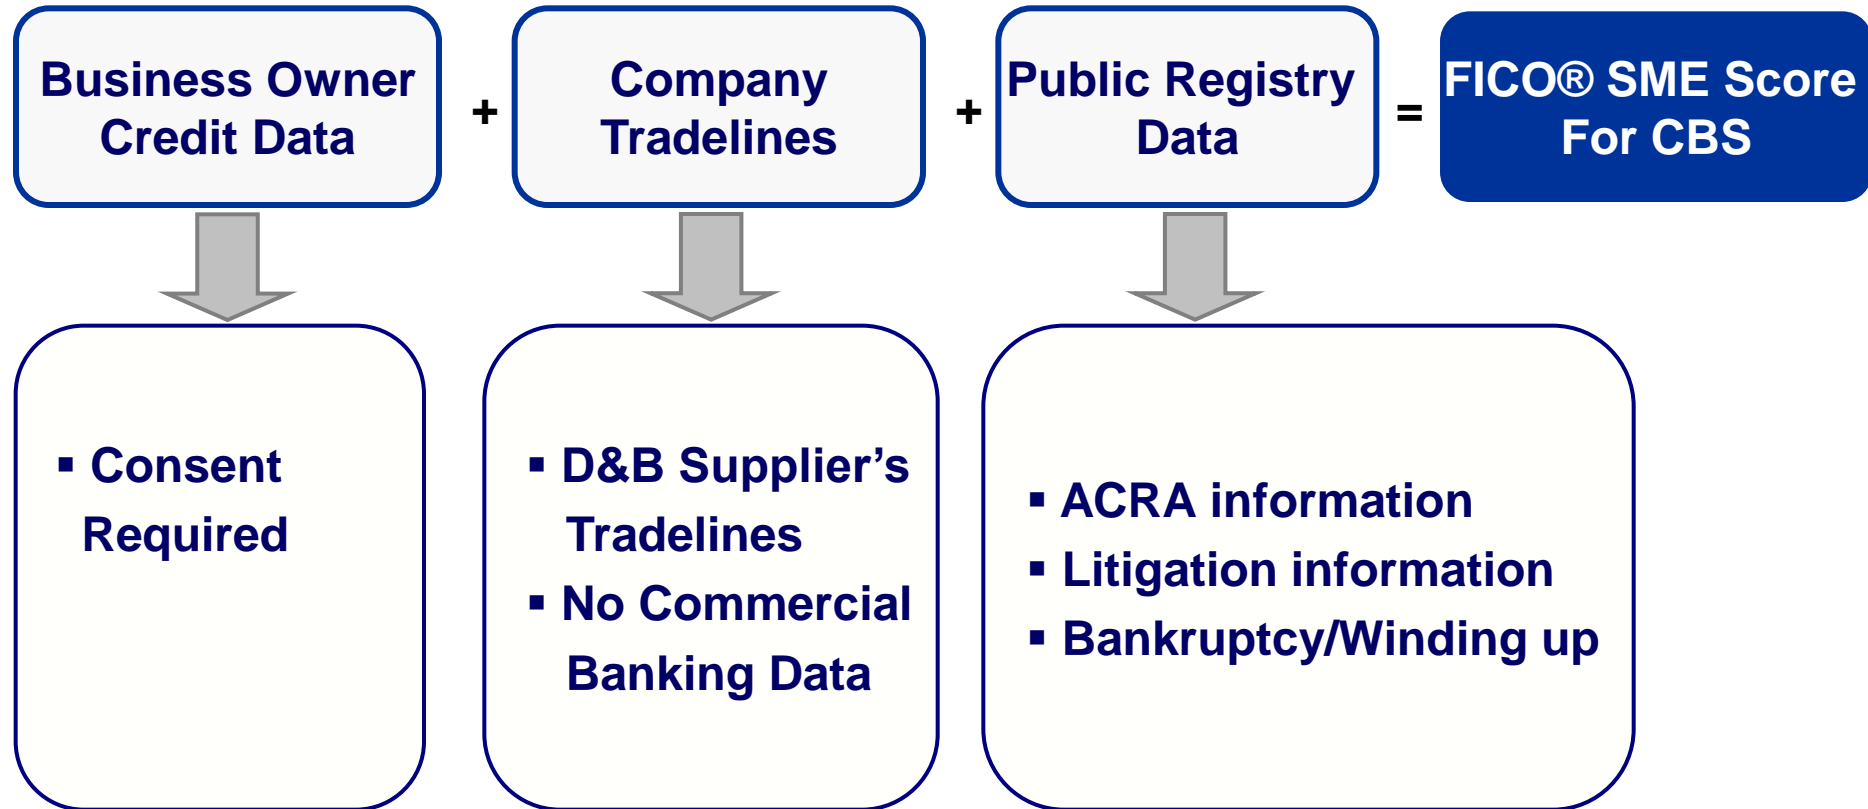 Business Owner
Credit Data
+
Company
Tradelines
+
Public Registry
Data
=
FICO® SME Score
For CBS
▪ Consent
Required
▪ D&B Supplier’s
Tradelines
▪ No Commercial
Banking Data
▪ ACRA information
▪ Litigation information
▪ Bankruptcy/Winding up